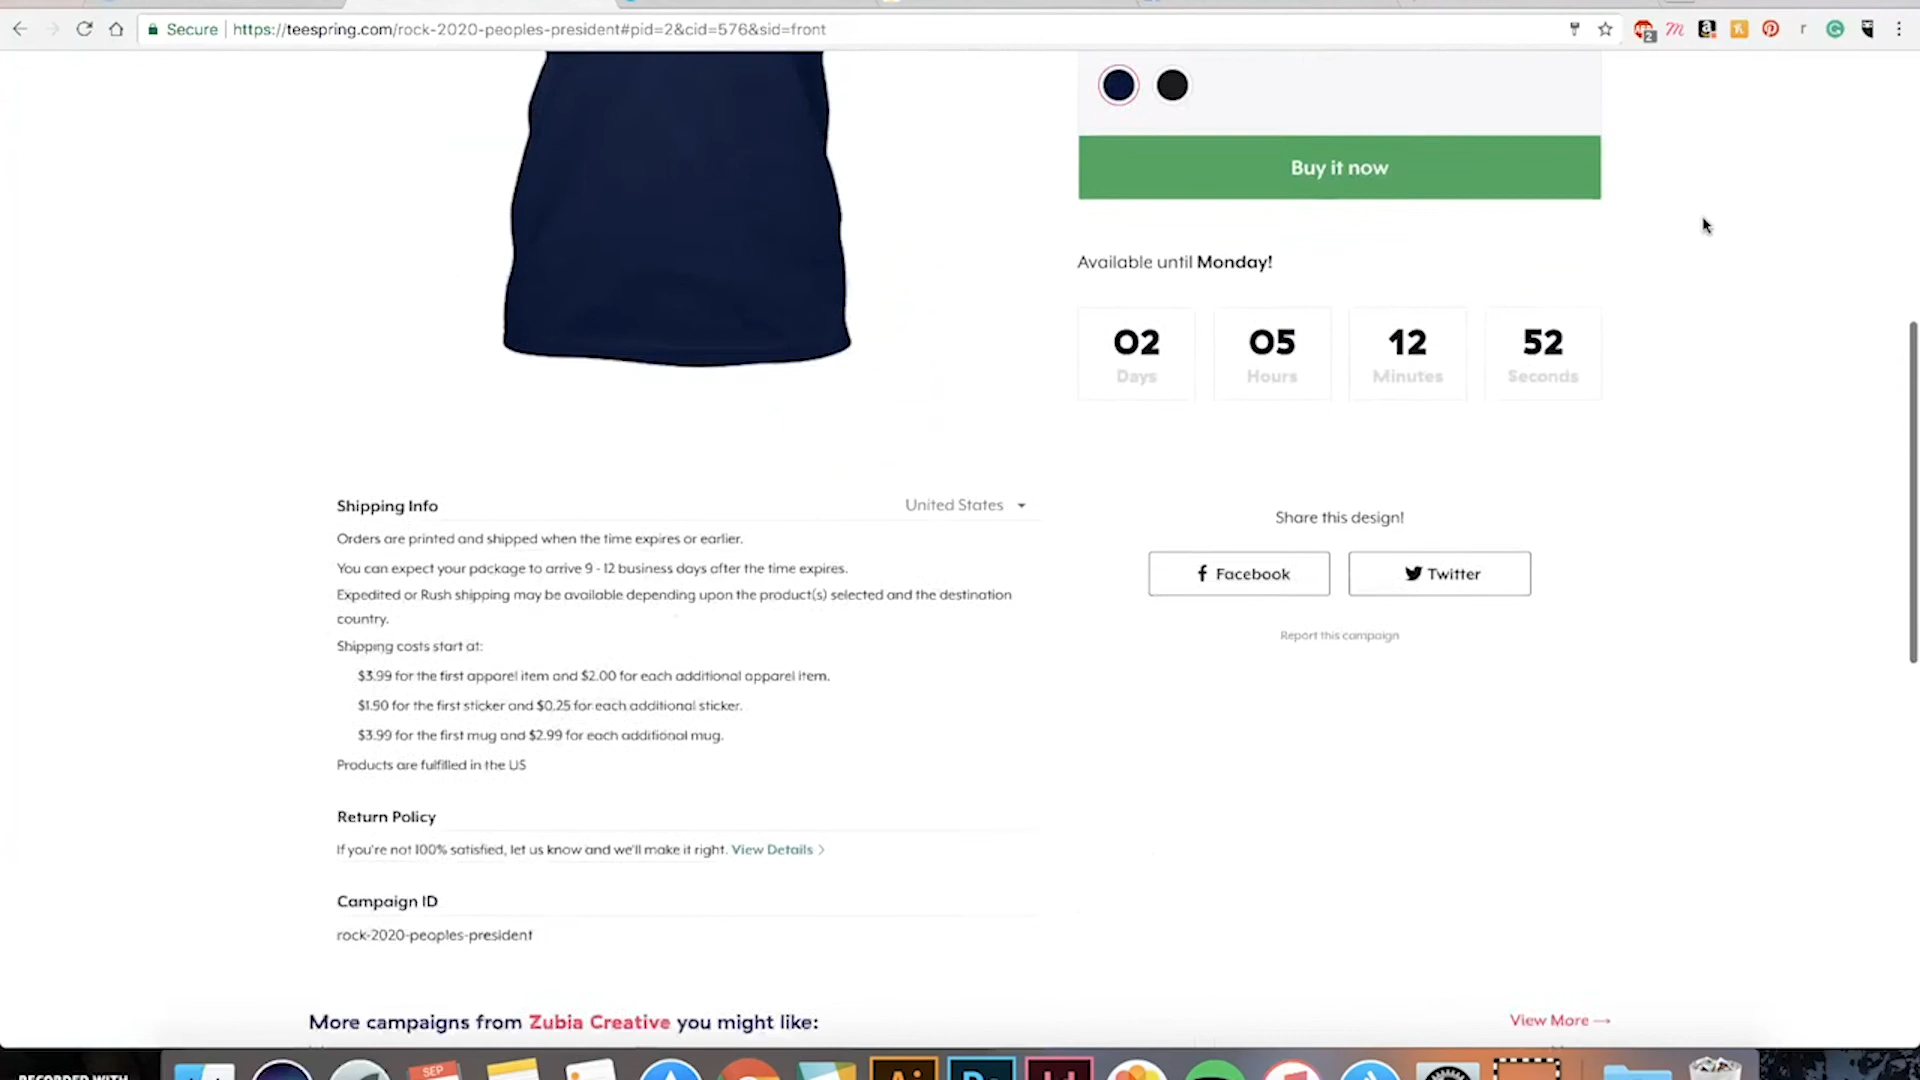 Secure
https://teespring.com/rock-2020-peoples-president#pid=2&cid=576&sid=front
2
Buy it now
Available until Monday!
02 05 12 52
Days Hours Minutes Seconds
Shipping Info
United States
Orders are printed and shipped when the time expires or earlier.
You can expect your package to arrive 9 - 12 business days after the time expires.
Expedited or Rush shipping may be available depending upon the product(s) selected and the destination
country.
Shipping costs start at:
$3.99 for the first apparel item and $2.00 for each additional apparel item.
$1.90 for the first sticker and $0.25 for each additional sticker.
$3.99 for the first mug and $2.99 for each additional mug.
Products are fulfilled in the US
Share this design!
Facebook
Twitter
Report this campaign
Return Policy
If you're not 100% satisfied, let us know and we'll make it right. View Details >
Campaign ID
rock-2020-peoples-president
More campaigns from Zubia Creative you might like:
View More →
RECORDED WITH
SEP